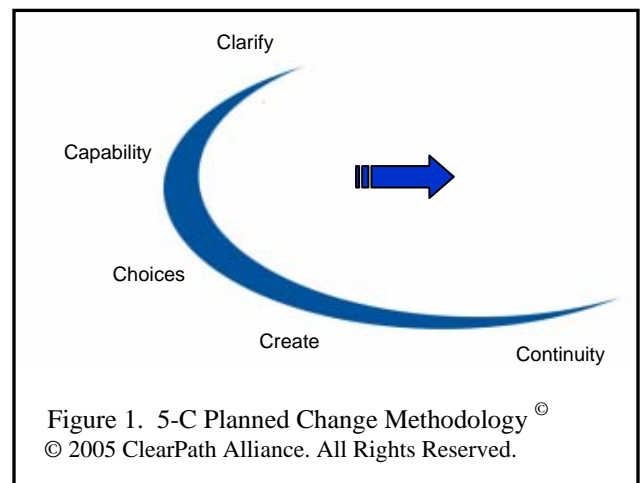 Clarify
Capability
Choices
Create
Continuity
Figure 1. 5-C Planned Change Methodology ©
© 2005 ClearPath Alliance. All Rights Reserved.